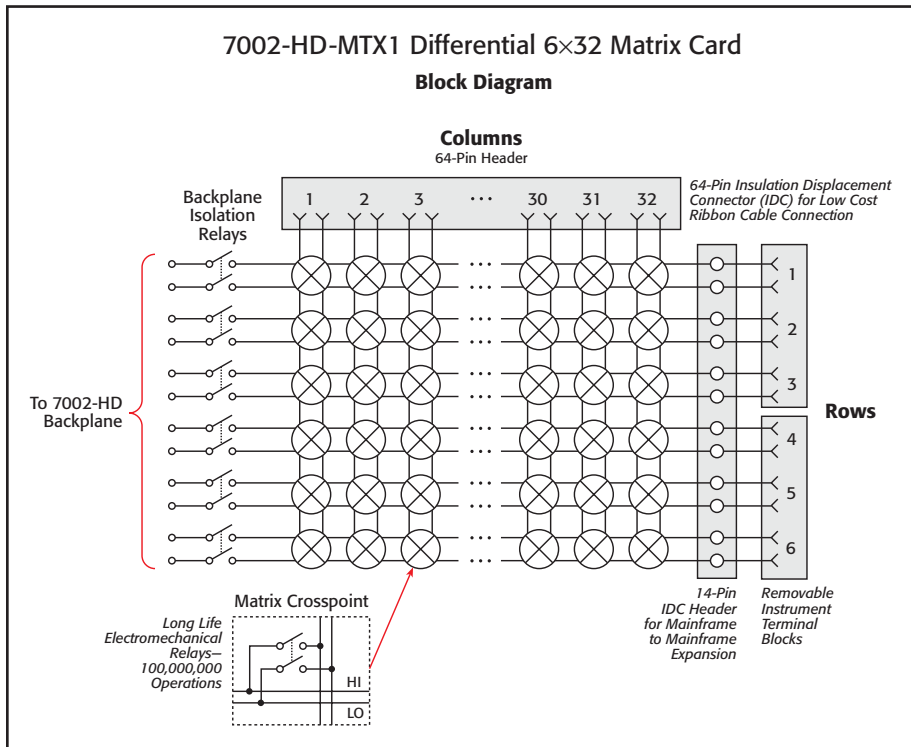 7002-HD-MTX1 Differential 6×32 Matrix Card
Block Diagram
Columns
64-Pin Header
1 2 3 ... 30 31 32
64-Pin Insulation Displacement
Connector (IDC) for Low Cost
Ribbon Cable Connection
Backplane
Isolation
Relays
To 7002-HD
Backplane
1
2
3
4
5
6
Rows
14-Pin
IDC Header
for Mainframe
to Mainframe
Expansion
Removable
Instrument
Terminal
Blocks
Matrix Crosspoint
Long Life
Electromechanical
Relays—
100,000,000
Operations
HI
LO